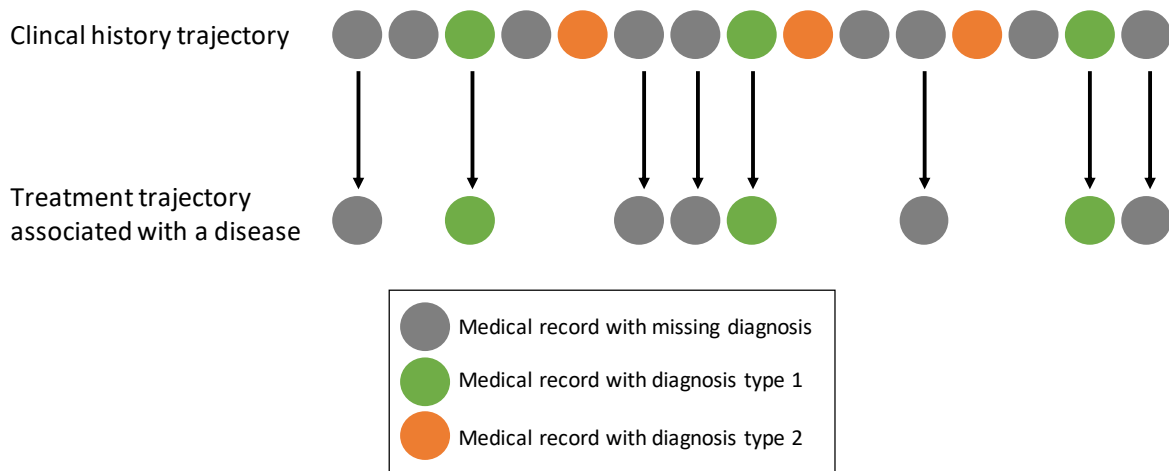 Clincal history trajectory
Treatment trajectory
associated with a disease
Medical record with missing diagnosis
Medical record with diagnosis type 1
Medical record with diagnosis type 2